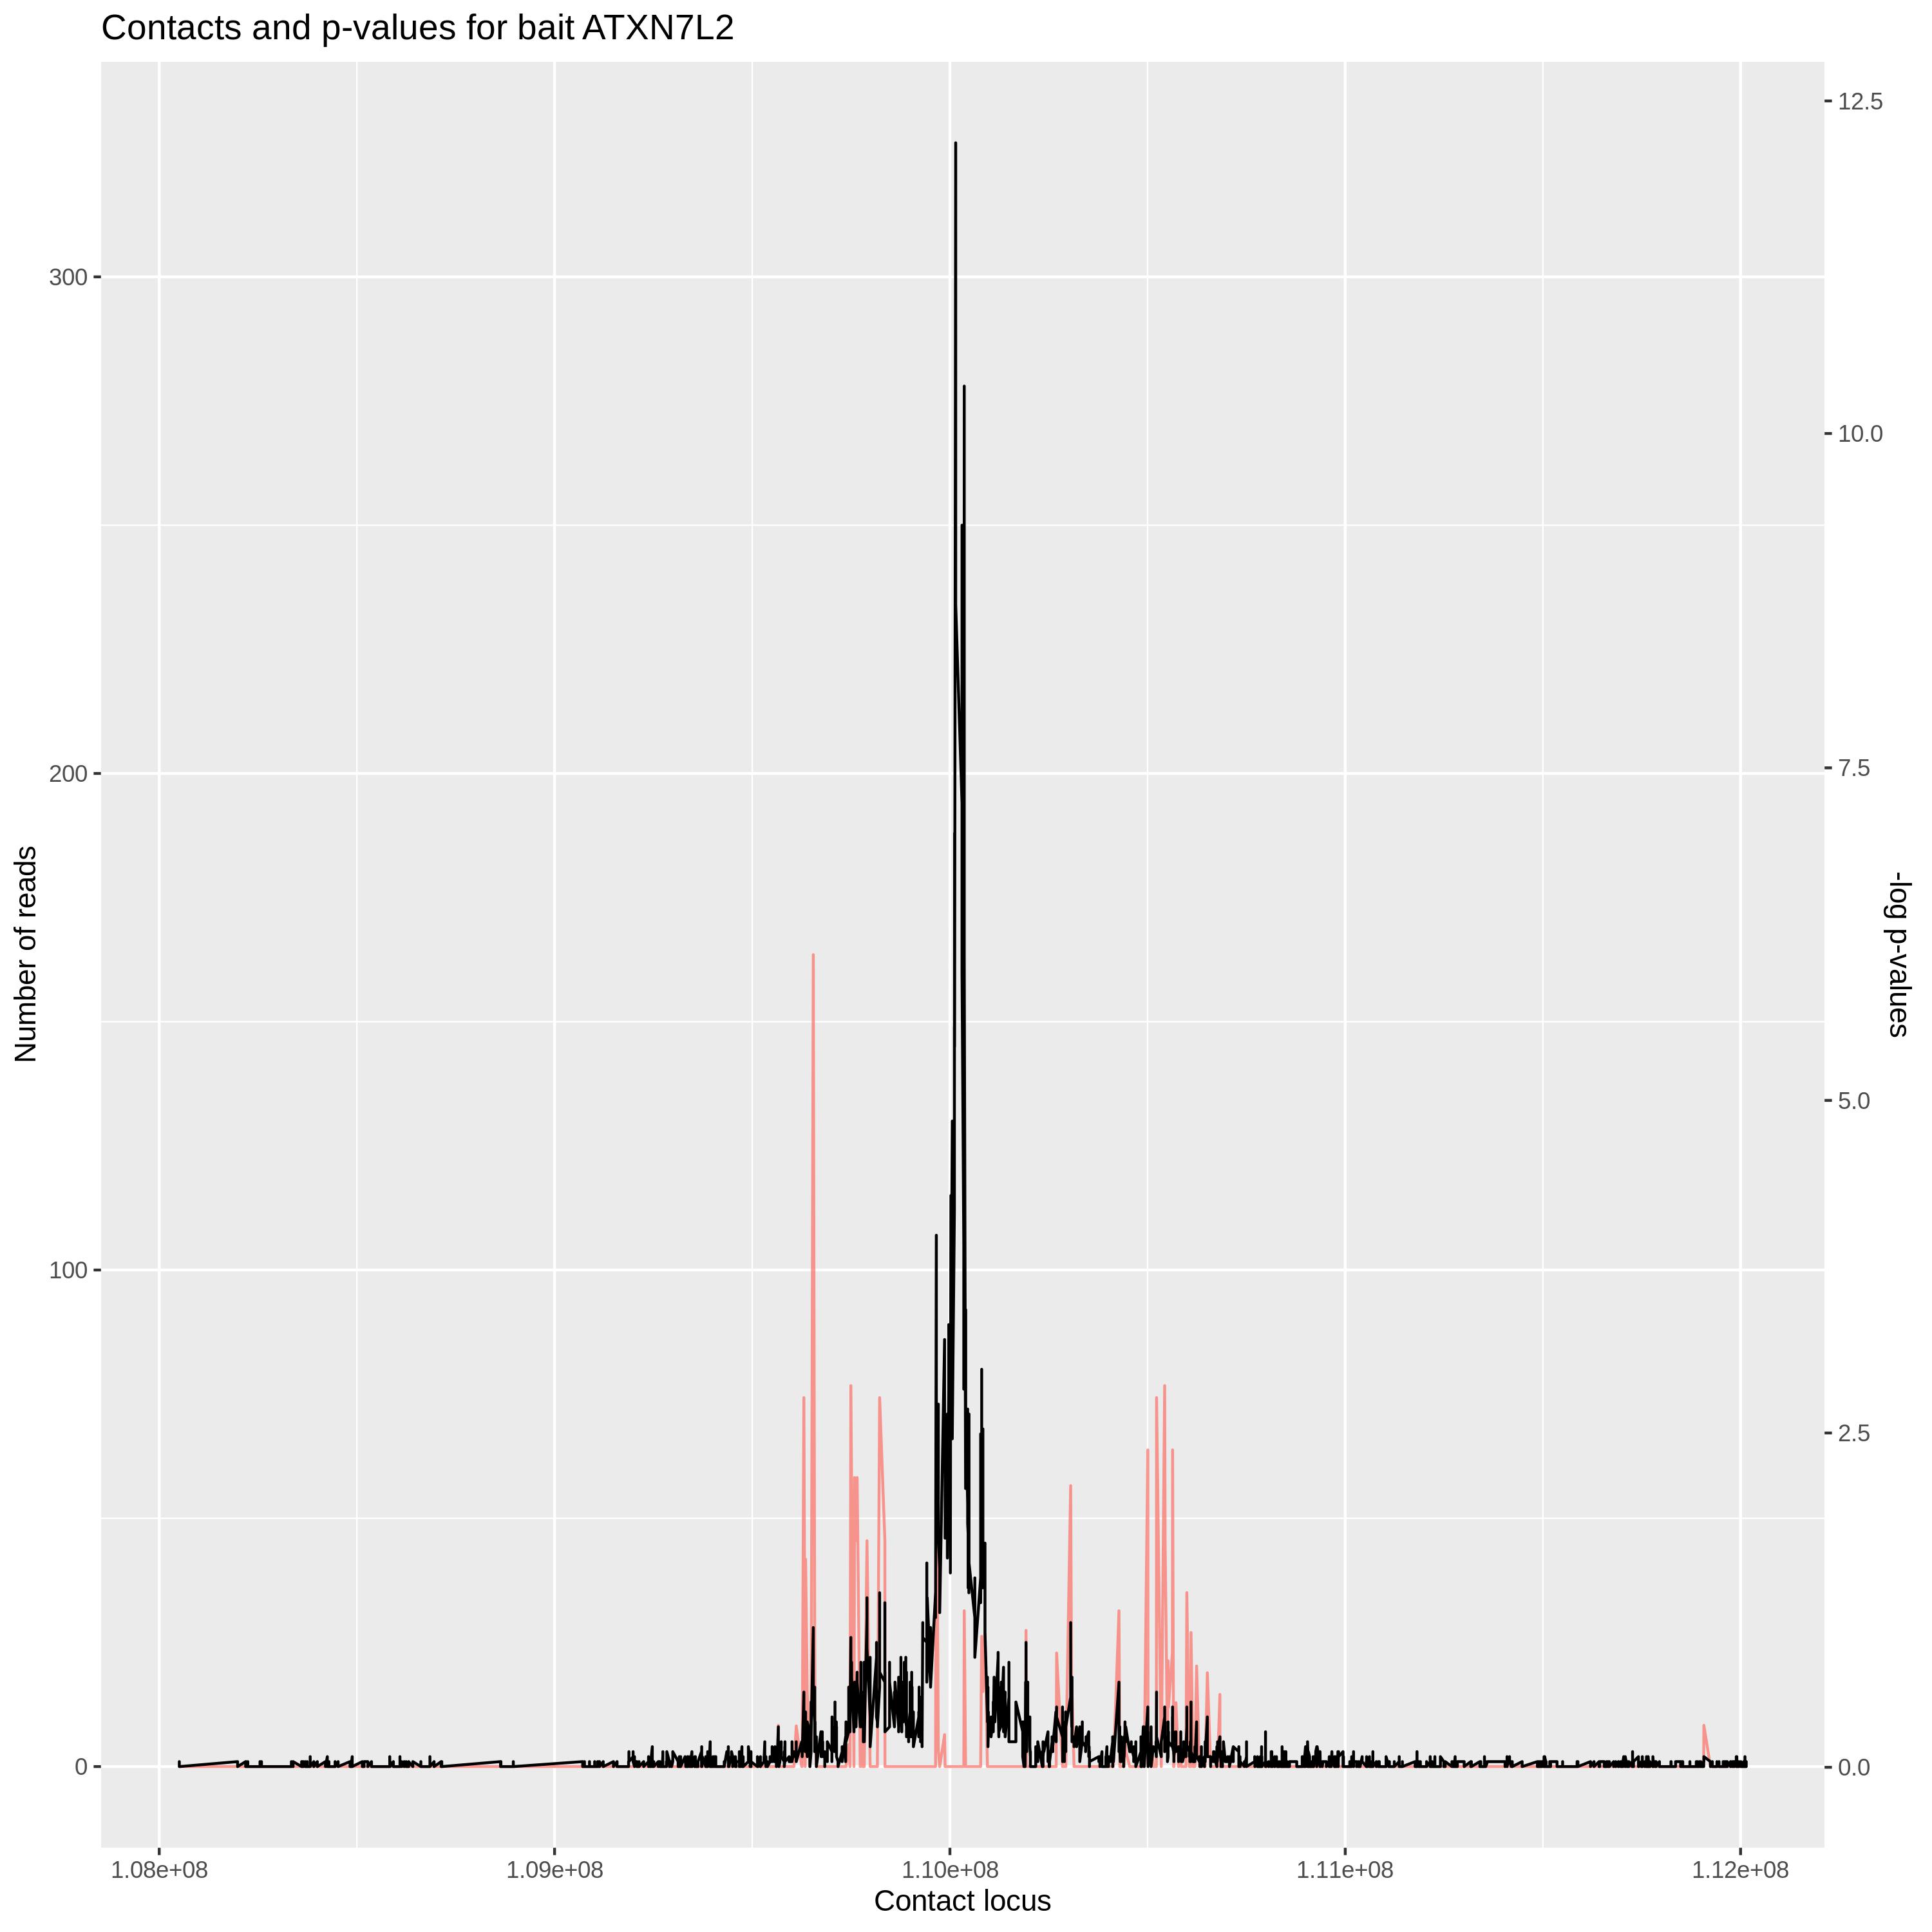 Contacts and p-values for bait ATXN7L2
12.5
300
10.0
200
7.5
Number of reads
-log p-values
5.0
100
2.5
0
0.0
1.08e+08 1.09e+08 1.10e+08 1.11e+08 1.12e+08
Contact locus